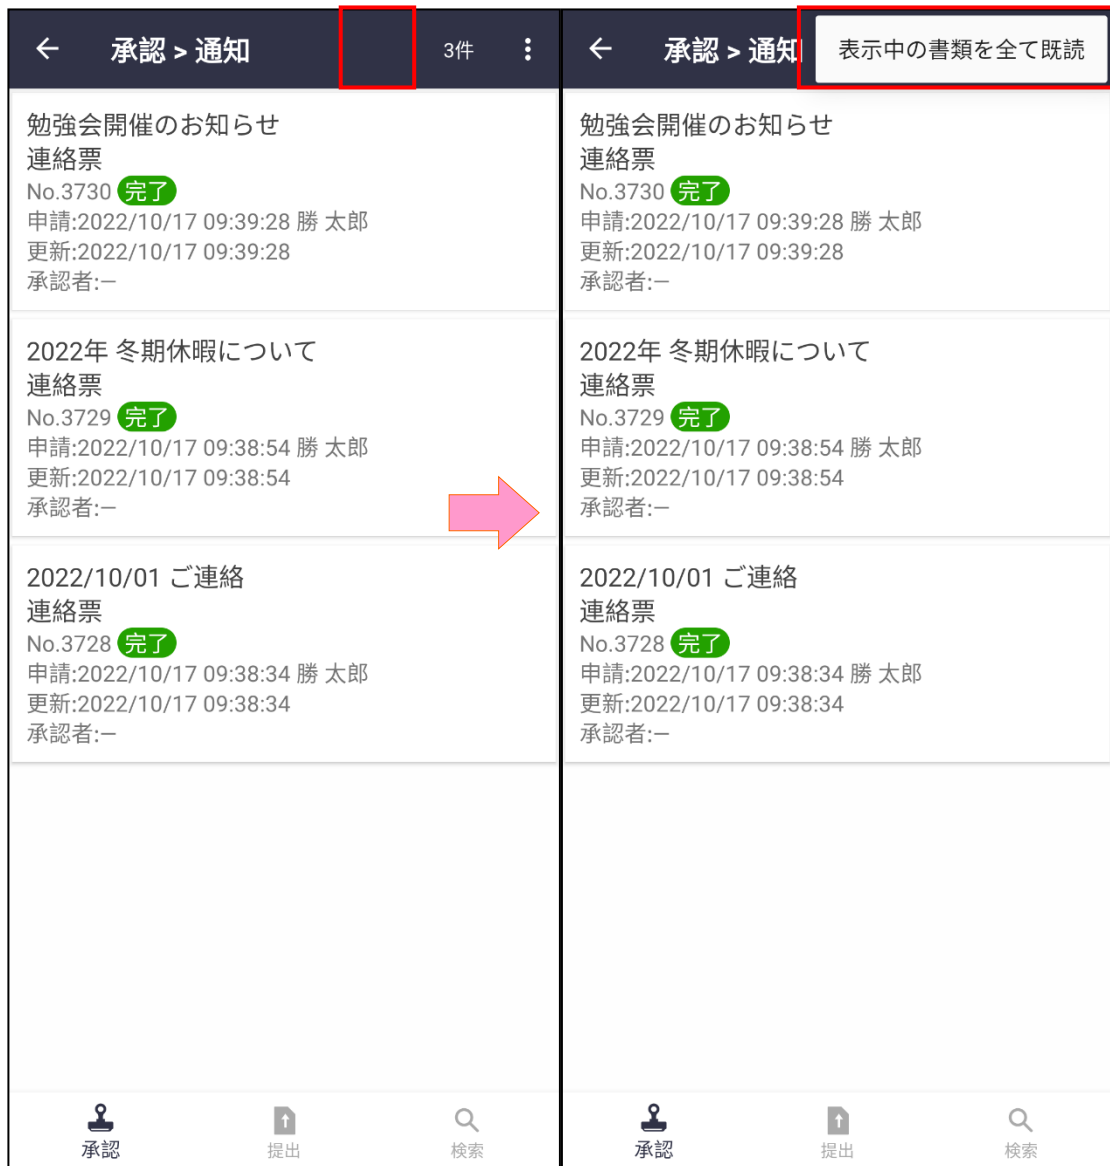 承認 > 通知
3件
勉強会開催のお知らせ
連絡票
No.3730 完了
申請:2022/10/17 09:39:28 勝 太郎
更新:2022/10/17 09:39:28
承認者:—
2022年 冬期休暇について
連絡票
No.3729 完了
申請:2022/10/17 09:38:54 勝 太郎
更新:2022/10/17 09:38:54
承認者:—
2022/10/01 ご連絡
連絡票
No.3728 完了
申請:2022/10/17 09:38:34 勝 太郎
更新:2022/10/17 09:38:34
承認者:—
承認
提出
検索
承認 > 通知
表示中の書類を全て既読
勉強会開催のお知らせ
連絡票
No.3730 完了
申請:2022/10/17 09:39:28 勝 太郎
更新:2022/10/17 09:39:28
承認者:—
2022年 冬期休暇について
連絡票
No.3729 完了
申請:2022/10/17 09:38:54 勝 太郎
更新:2022/10/17 09:38:54
承認者:—
2022/10/01 ご連絡
連絡票
No.3728 完了
申請:2022/10/17 09:38:34 勝 太郎
更新:2022/10/17 09:38:34
承認者:—
承認
提出
検索